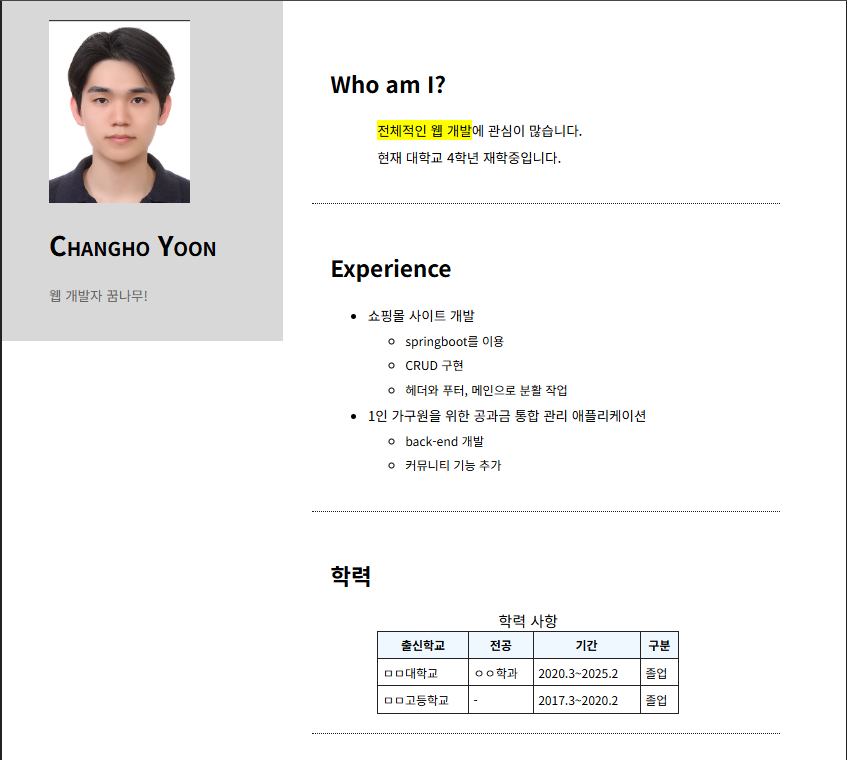 Changho Yoon
웹 개발자 꿈나무!
Who am I?
전체적인 웹 개발에 관심이 많습니다.
현재 대학교 4학년 재학중입니다.
Experience
쇼핑몰 사이트 개발
springboot를 이용
CRUD 구현
헤더와 푸터, 메인으로 분활 작업
1인 가구원을 위한 공과금 통합 관리 애플리케이션
back-end 개발
커뮤니티 기능 추가
학력
학력 사항
출신학교 전공 기간 구분
ㅁㅁ대학교 ㅇㅇ학과 2020.3~2025.2 졸업
ㅁㅁ고등학교 - 2017.3~2020.2 졸업